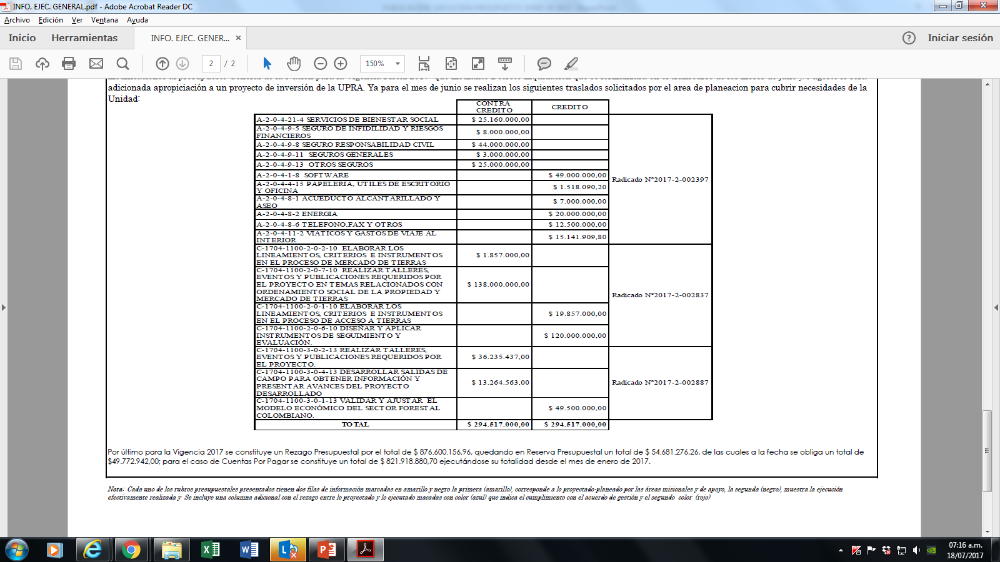 INFO. EJEC. GENERAL.pdf - Adobe Acrobat Reader DC
Archivo Edición Ver Ventana Ayuda
Inicio Herramientas INFO. EJEC. GENER... × Iniciar sesión
2 / 2 150%
adicionada apropiciación a un proyecto de inversión de la UPRA. Ya para el mes de junio se realizan los siguientes traslados solicitados por el area de planeacion para cubrir necesidades de la
Unidad:
CONTRA CREDITO CREDITO
A-2-0-4-21-4 SERVICIOS DE BIENESTAR SOCIAL $ 25.160.000,00
A-2-0-4-9-5 SEGURO DE INFIDILIDAD Y RIESGOS
FINANCIEROS $ 8.000.000,00
A-2-0-4-9-8 SEGURO RESPONSABILIDAD CIVIL $ 44.000.000,00
A-2-0-4-9-11 SEGUROS GENERALES $ 3.000.000,00
A-2-0-4-9-13 OTROS SEGUROS $ 25.000.000,00
A-2-0-4-1-8 SOFTWARE $ 49.000.000,00
Radicado N°2017-2-002397
A-2-0-4-4-15 PAPELERIA, UTILES DE ESCRITORIO
Y OFICINA $ 1.518.090,20
A-2-0-4-8-1 ACUEDUCTO ALCANTARILLADO Y
ASEO $ 7.000.000,00
A-2-0-4-8-2 ENERGIA $ 20.000.000,00
A-2-0-4-8-6 TELEFONO,FAX Y OTROS $ 12.500.000,00
A-2-0-4-11-2 VIATICOS Y GASTOS DE VIAJE AL
INTERIOR $ 15.141.909,80
C-1704-1100-2-0-2-10 ELABORAR LOS
LINEAMIENTOS, CRITERIOS E INSTRUMENTOS $ 1.857.000,00
EN EL PROCESO DE MERCADO DE TIERRAS
C-1704-1100-2-0-7-10 REALIZAR TALLERES,
EVENTOS Y PUBLICACIONES REQUERIDOS POR
EL PROYECTO EN TEMAS RELACIONADOS CON $ 138.000.000,00
ORDENAMIENTO SOCIAL DE LA PROPIEDAD Y
MERCADO DE TIERRAS
Radicado N°2017-2-002837
C-1704-1100-2-0-1-10 ELABORAR LOS
LINEAMIENTOS, CRITERIOS E INSTRUMENTOS $ 19.857.000,00
EN EL PROCESO DE ACCESO A TIERRAS
C-1704-1100-2-0-6-10 DISEÑAR Y APLICAR
INSTRUMENTOS DE SEGUIMIENTO Y $ 120.000.000,00
EVALUACIÓN.
C-1704-1100-3-0-2-13 REALIZAR TALLERES,
EVENTOS Y PUBLICACIONES REQUERIDOS POR $ 36.235.437,00
EL PROYECTO.
C-1704-1100-3-0-4-13 DESARROLLAR SALIDAS DE
CAMPO PARA OBTENER INFORMACIÓN Y $ 13.264.563,00 Radicado N°2017-2-002887
PRESENTAR AVANCES DEL PROYECTO
DESARROLLADO
C-1704-1100-3-0-1-13 VALIDAR Y AJUSTAR EL
MODELO ECONÓMICO DEL SECTOR FORESTAL $ 49.500.000,00
COLOMBIANO.
TOTAL $ 294.517.000,00 $ 294.517.000,00
Por último para la Vigencia 2017 se constituye un Rezago Presupuestal por el total de $ 876.600.156,96, quedando en Reserva Presupuestal un total de $ 54.681.276,26, de las cuales a la fecha se obliga un total de
$49.772.942,00; para el caso de Cuentas Por Pagar se constituye un total de $ 821.918.880,70 ejecutándose su totalidad desde el mes de enero de 2017.
Nota: Cada uno de los rubros presupuestales presentados tienen dos filas de información marcadas en amarillo y negro la primera (amarillo), corresponde a lo proyectado-planeado por las áreas misionales y de apoyo, la segunda (negro), muestra la ejecución
efectivamente realizada y Se incluye una columna adicional con el rezago entre lo proyectado y lo ejecutado macadas con color (azul) que indica el cumplimiento con el acuerdo de gestión y el segundo color (rojo)
07:16 a.m.
18/07/2017